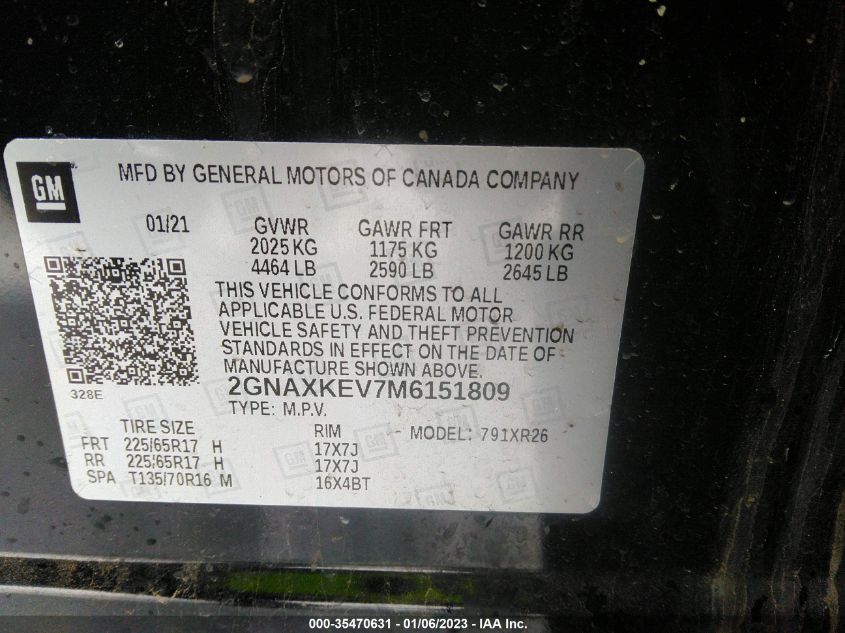 GM
MFD BY GENERAL MOTORS OF CANADA COMPANY
01/21 GVWR GAWR FRT GAWR RR
2025 KG 1175 KG 1200 KG
4464 LB 2590 LB 2645 LB
THIS VEHICLE CONFORMS TO ALL
APPLICABLE U.S. FEDERAL MOTOR
VEHICLE SAFETY AND THEFT PREVENTION
STANDARDS IN EFFECT ON THE DATE OF
MANUFACTURE SHOWN ABOVE.
328E 2GNAXKEV7M6151809
TYPE: M.P.V.
TIRE SIZE RIM MODEL: 791XR26
FRT 225/65R17 H 17X7J
RR 225/65R17 H 17X7J
SPA T135/70R16 M 16X4BT
000-35470631 - 01/06/2023 - IAA Inc.